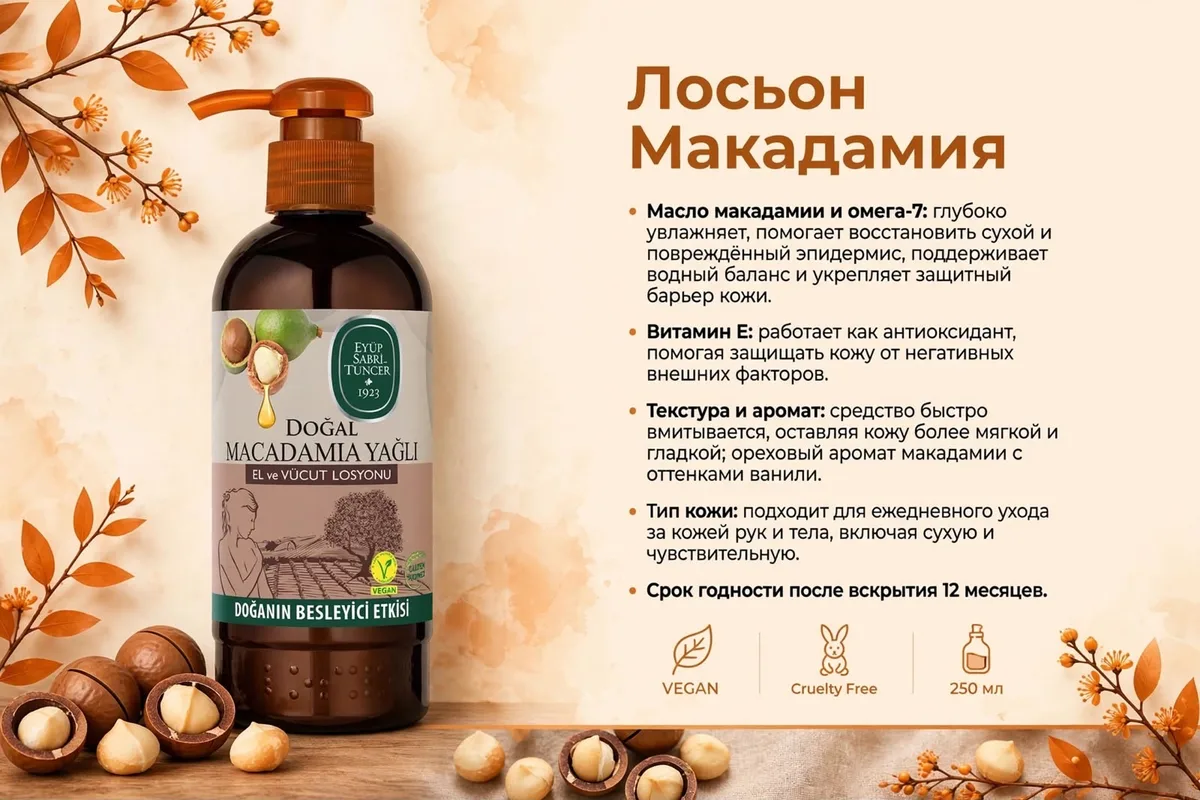 EYÜP
SABRİ
TUNCER
1923
DOĞAL
MACADAMIA YAĞLI
EL ve VÜCUT LOSYONU
VEGAN
DOĞANIN BESLEYİCİ ETKİSİ
Лосьон
Макадамия
• Масло макадамии и омега-7: глубоко
увлажняет, помогает восстановить сухой и
повреждённый эпидермис, поддерживает
водный баланс и укрепляет защитный
барьер кожи.
• Витамин Е: работает как антиоксидант,
помогая защищать кожу от негативных
внешних факторов.
• Текстура и аромат: средство быстро
вмитывается, оставляя кожу более мягкой и
гладкой; ореховый аромат макадамии с
оттенками ванили.
• Тип кожи: подходит для ежедневного ухода
за кожей рук и тела, включая сухую и
чувствительную.
• Срок годности после вскрытия 12 месяцев.
VEGAN
Cruelty Free
250 мл